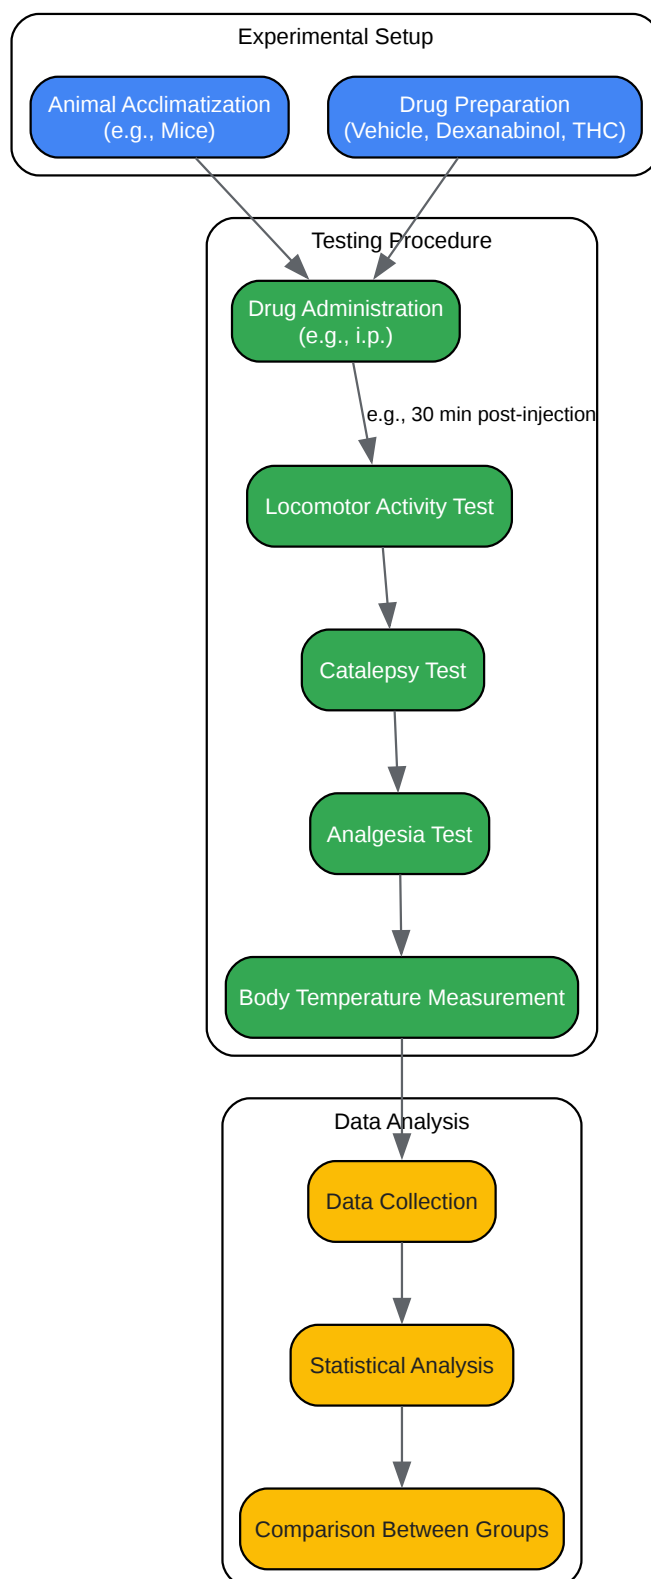 Experimental Setup
Animal Acclimatization
(e.g., Mice)
Drug Preparation
(Vehicle, Dexanabinol, THC)
Testing Procedure
Drug Administration
(e.g., i.p.)
e.g., 30 min post-injection
Locomotor Activity Test
Catalepsy Test
Analgesia Test
Body Temperature Measurement
Data Analysis
Data Collection
Statistical Analysis
Comparison Between Groups